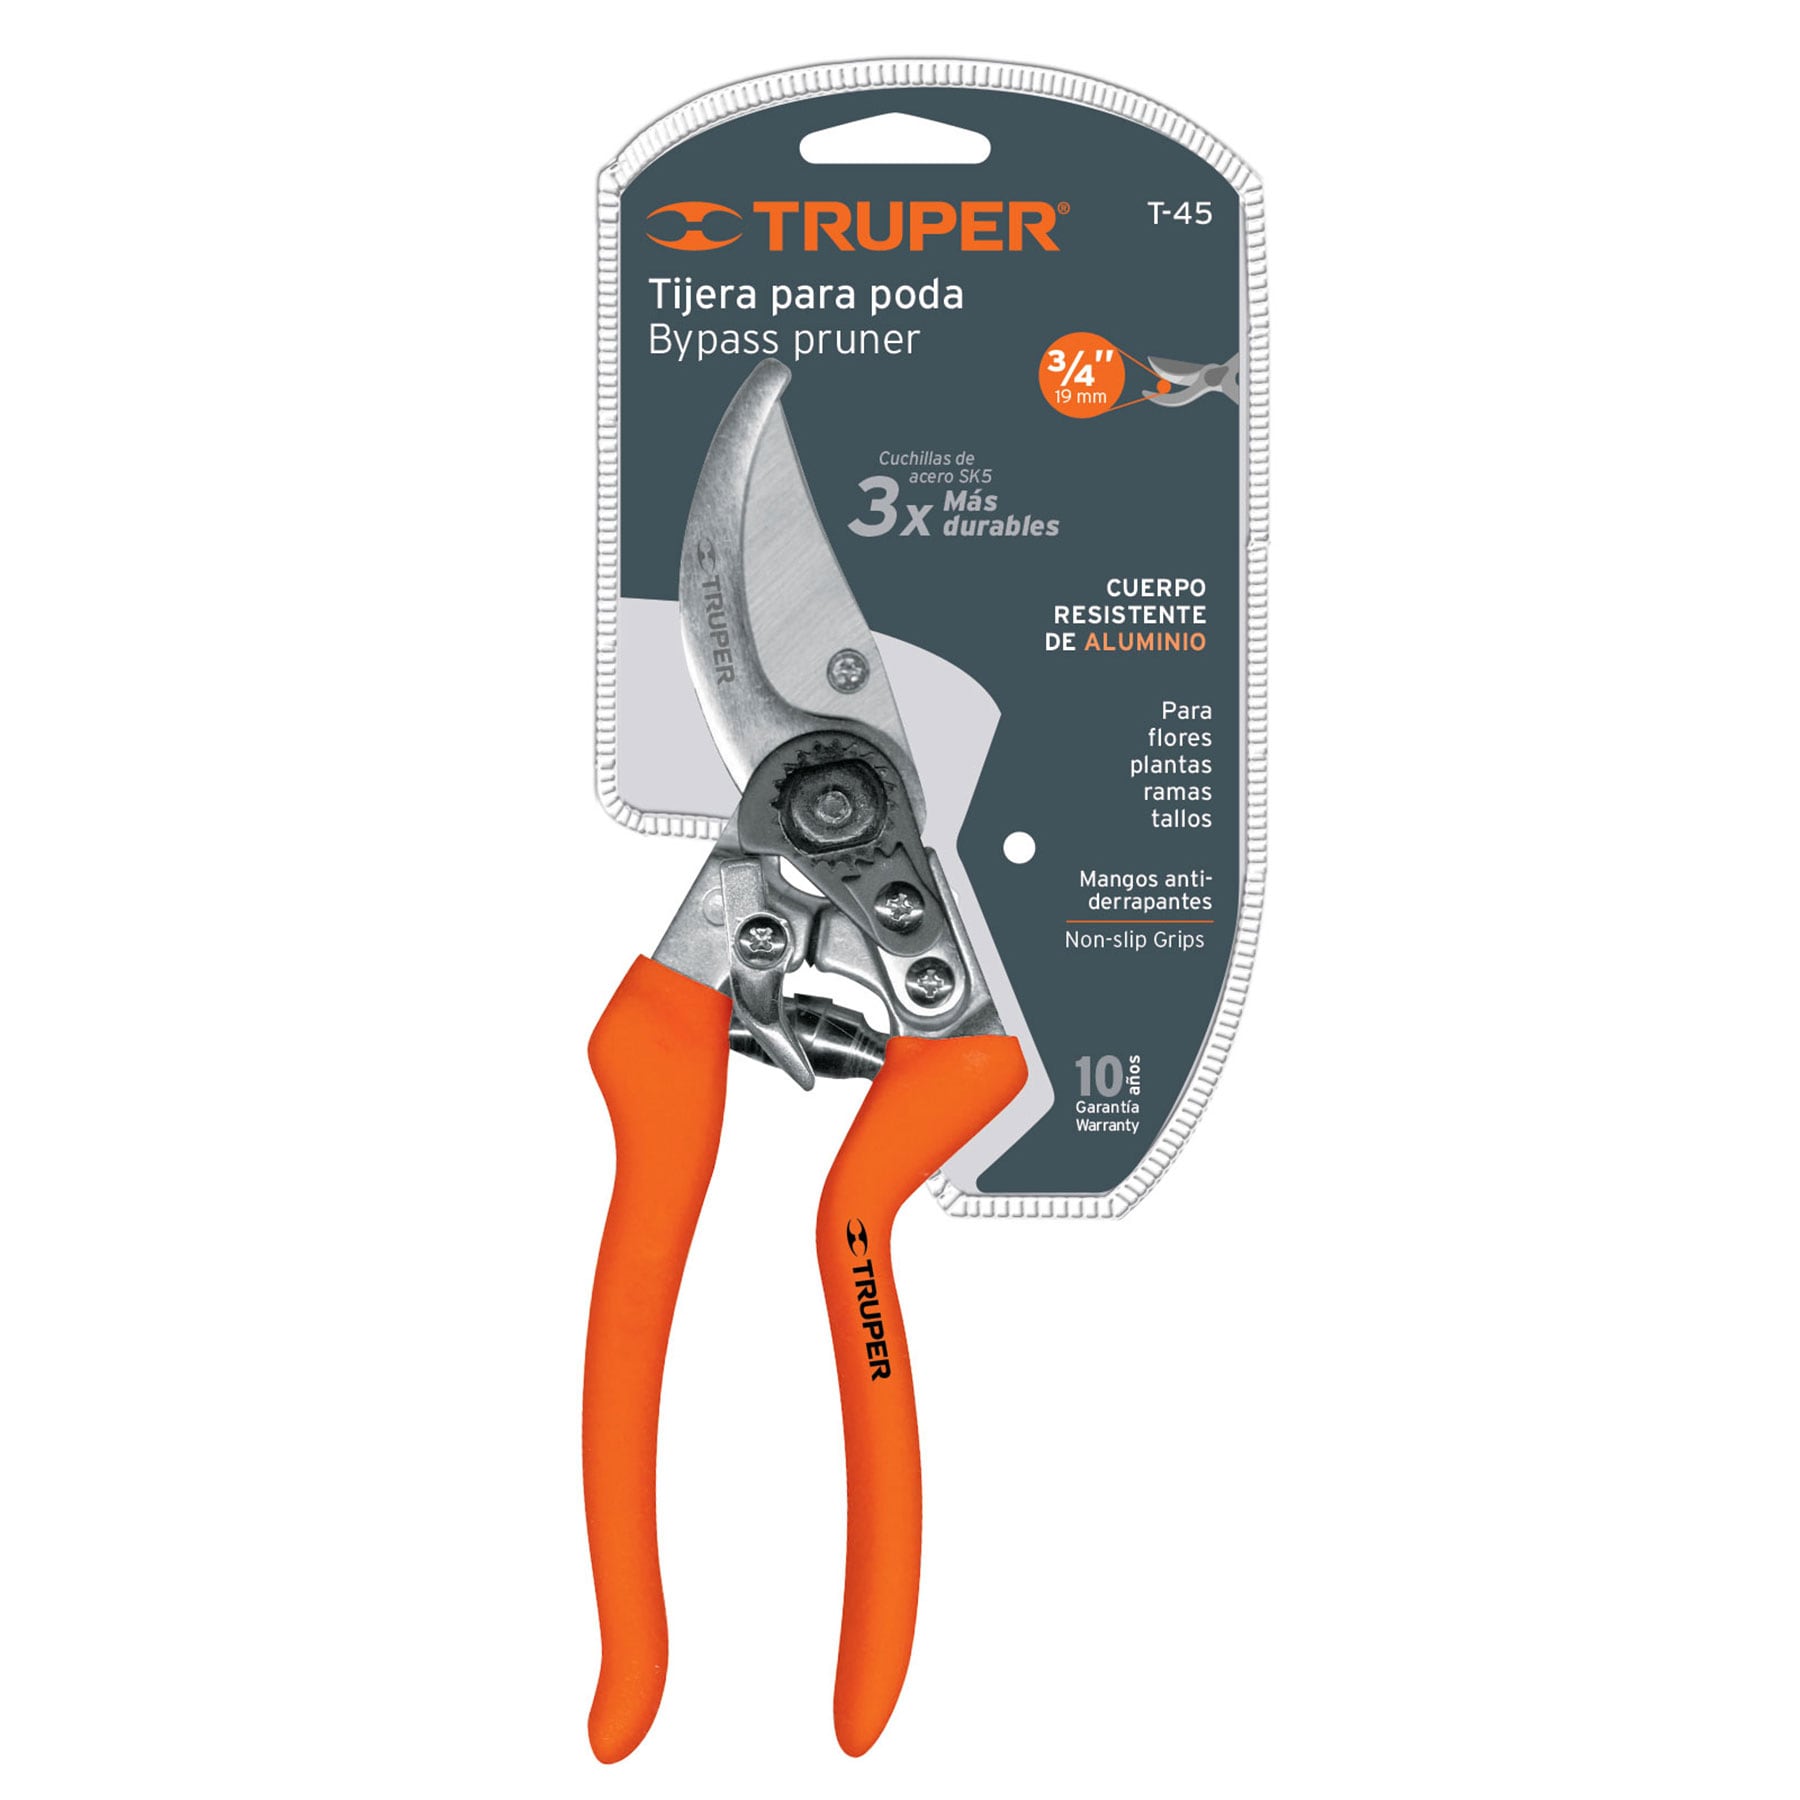 TRUPER®
T-45
Tijera para poda
Bypass pruner
3/4"
19 mm
Cuchillas de
acero SK5
3x Más
durables
CUERPO
RESISTENTE
DE ALUMINIO
Para
flores
plantas
ramas
tallos
Mangos anti-
derrapantes
Non-slip Grips
10 años
Garantía
Warranty
TRUPER
TRUPER